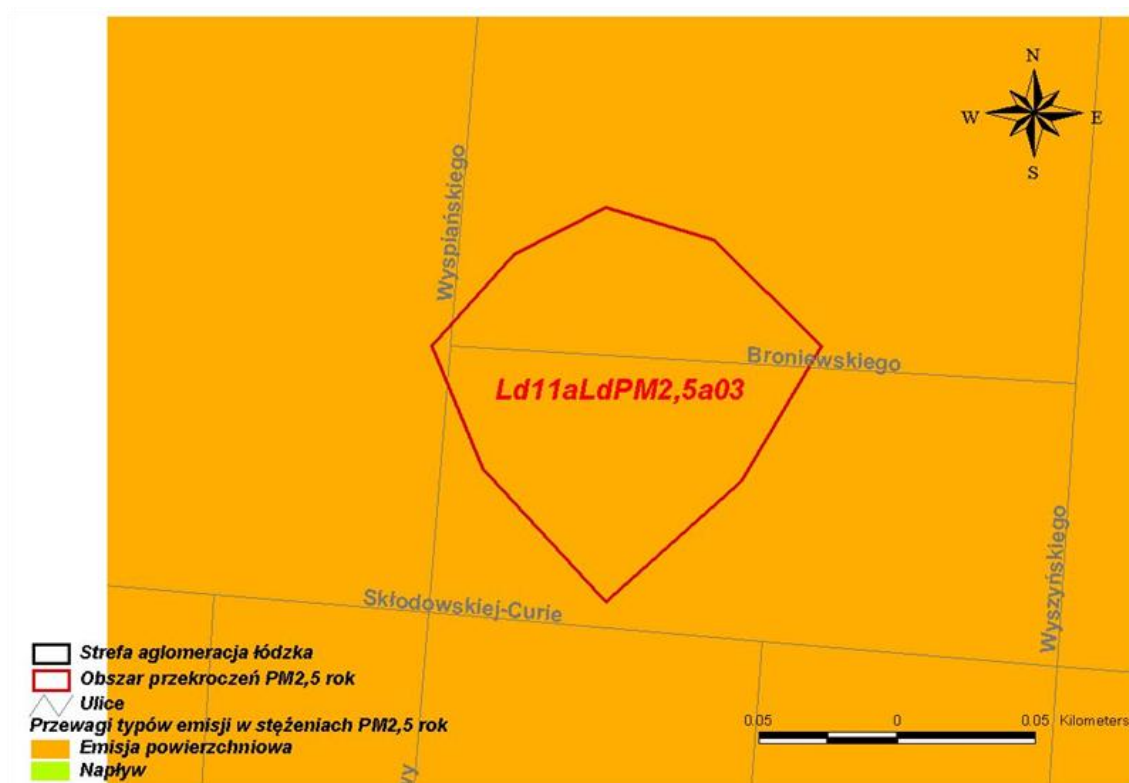 N
W E
S
Wyspiańskiego
Broniewskiego
Ld11aLdPM2,5a03
Wyszyńskiego
Skłodowskiej-Curie
Strefa aglomeracja łódzka
Obszar przekroczeń PM2,5 rok
Ulice
Przewagi typów emisji w stężeniach PM2,5 rok
Emisja powierzchniowa
Napływ
0.05 0 0.05 Kilometers